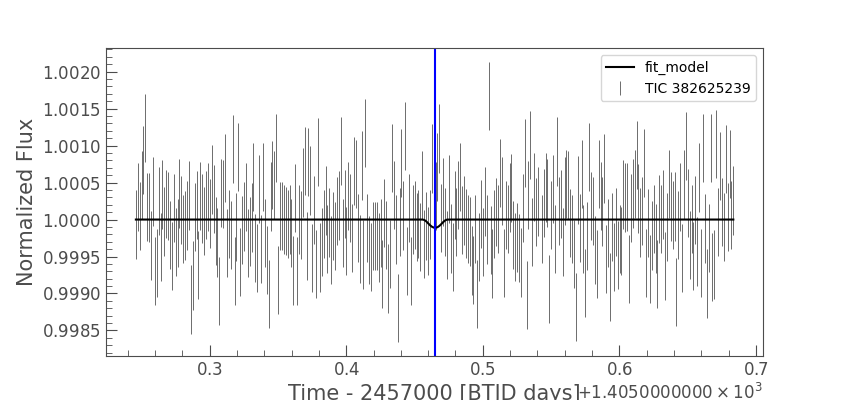 1.0020
1.0015
1.0010
1.0005
1.0000
0.9995
0.9990
0.9985
Normalized Flux
fit_model
TIC 382625239
0.3
0.4
0.5
0.6
0.7
Time - 2457000 [BTJD days]
+1.4050000000 × 10³